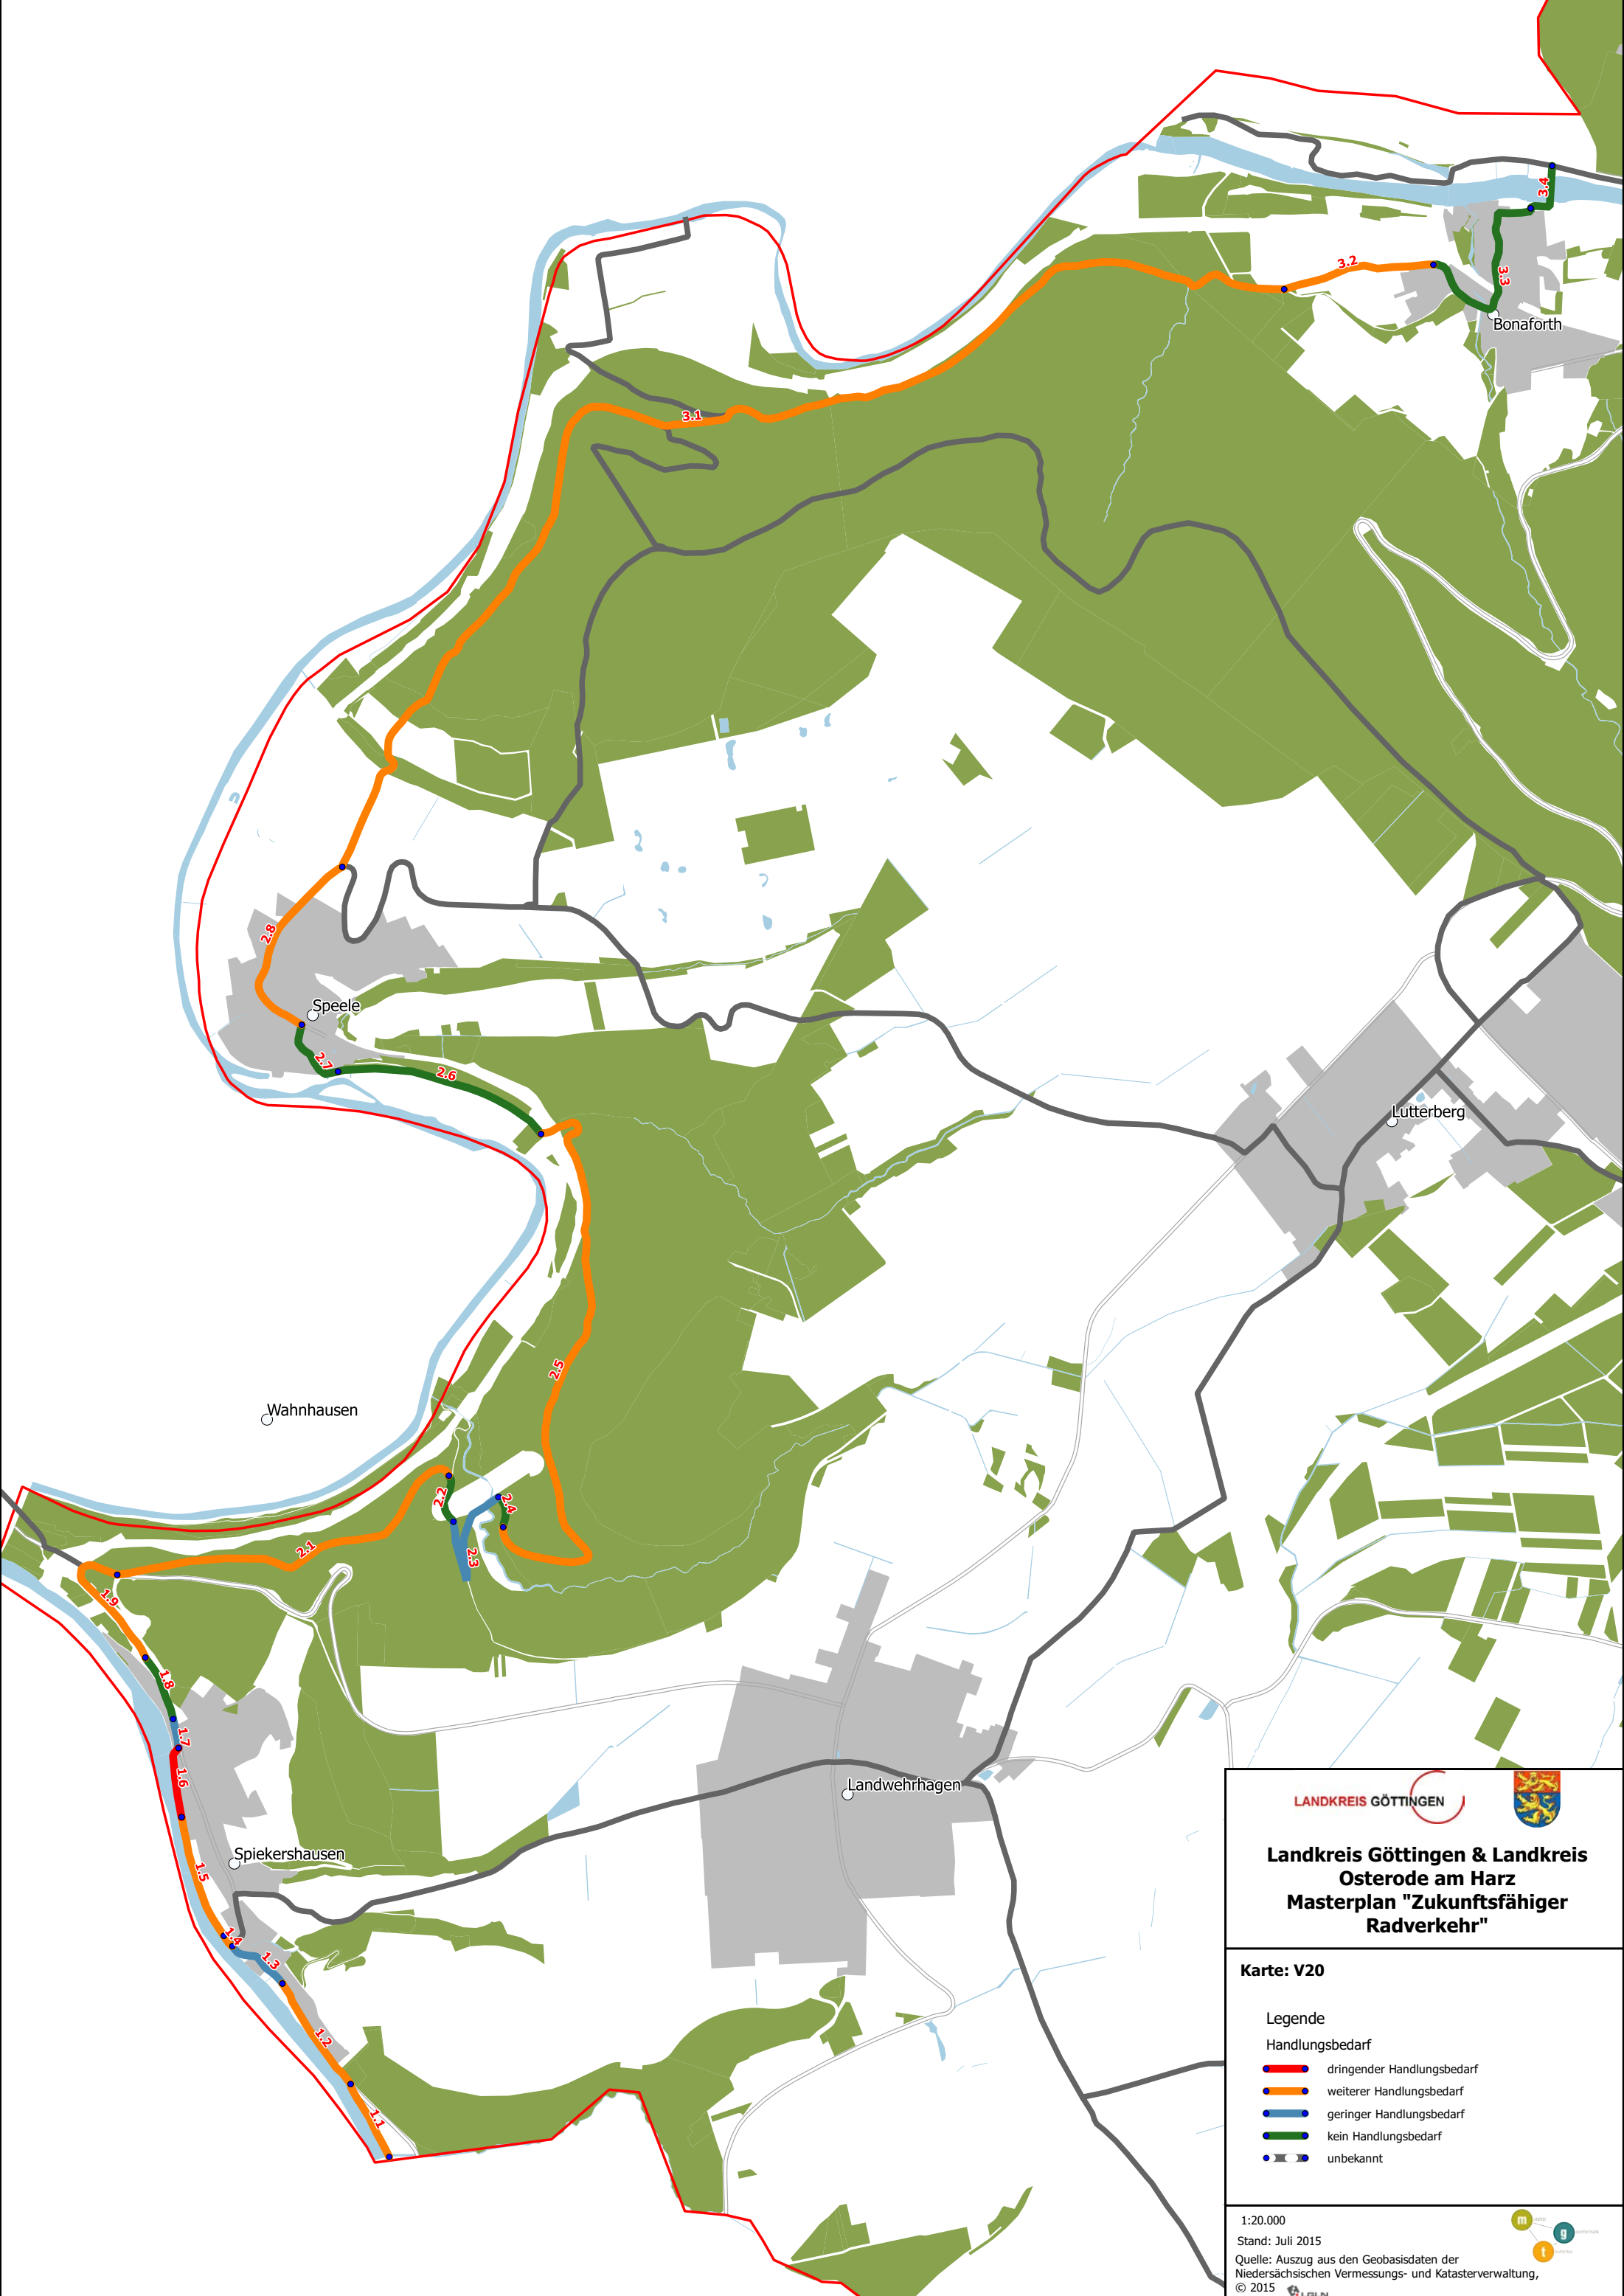 3.4
3.2
3.3
Bonaforth
3.1
2.8
Speele
2.7
2.6
Lutterberg
2.5
Wahnhausen
2.2
2.4
2.3
2.1
1.9
1.8
1.7
1.6
Landwehrhagen
Spiekershausen
1.5
1.4
1.3
1.2
1.1
LANDKREIS GÖTTINGEN
Landkreis Göttingen & Landkreis
Osterode am Harz
Masterplan "Zukunftsfähiger
Radverkehr"
Karte: V20
Legende
Handlungsbedarf
dringender Handlungsbedarf
weiterer Handlungsbedarf
geringer Handlungsbedarf
kein Handlungsbedarf
unbekannt
1:20.000
Stand: Juli 2015
m
g
t
Quelle: Auszug aus den Geobasisdaten der
Niedersächsischen Vermessungs- und Katasterverwaltung,
© 2015